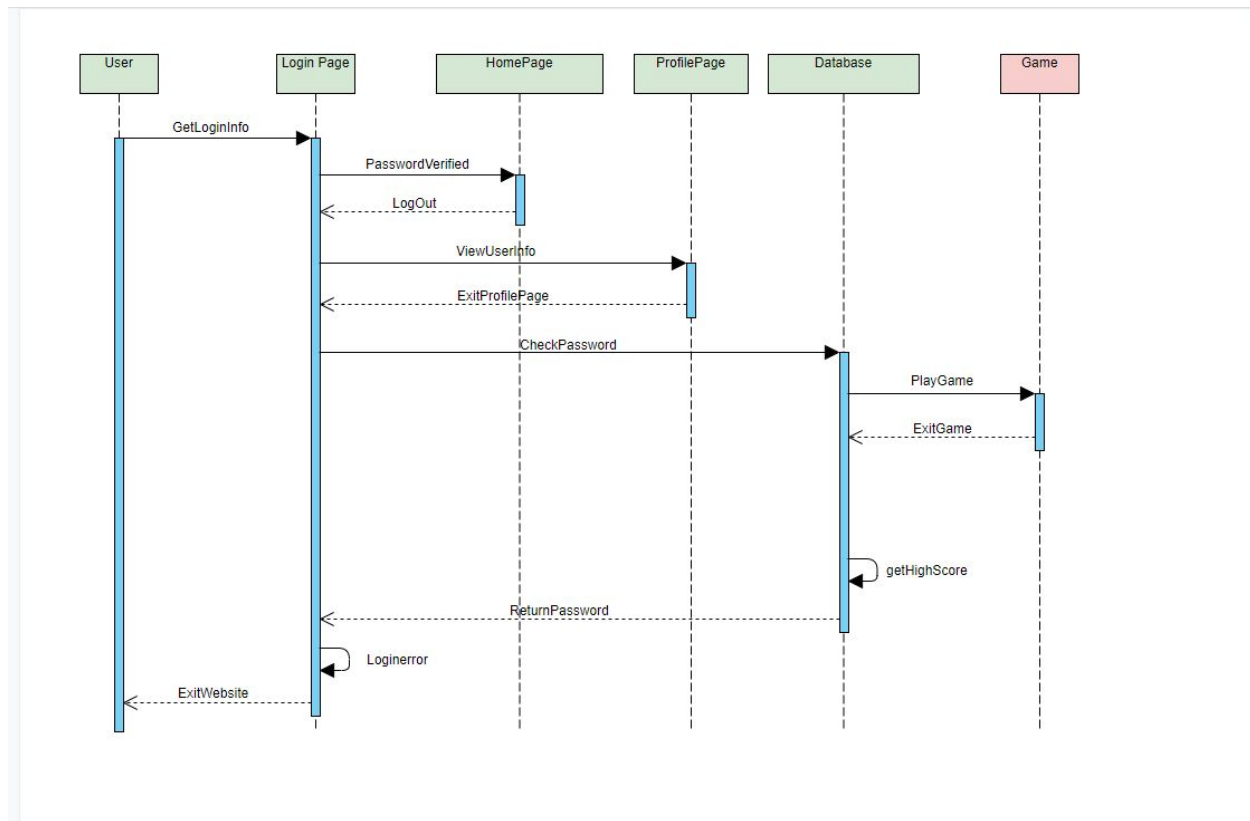 User
Login Page
HomePage
ProfilePage
Database
Game
GetLoginInfo
PasswordVerified
LogOut
ViewUserInfo
ExitProfilePage
CheckPassword
PlayGame
ExitGame
getHighScore
ReturnPassword
Loginerror
ExitWebsite